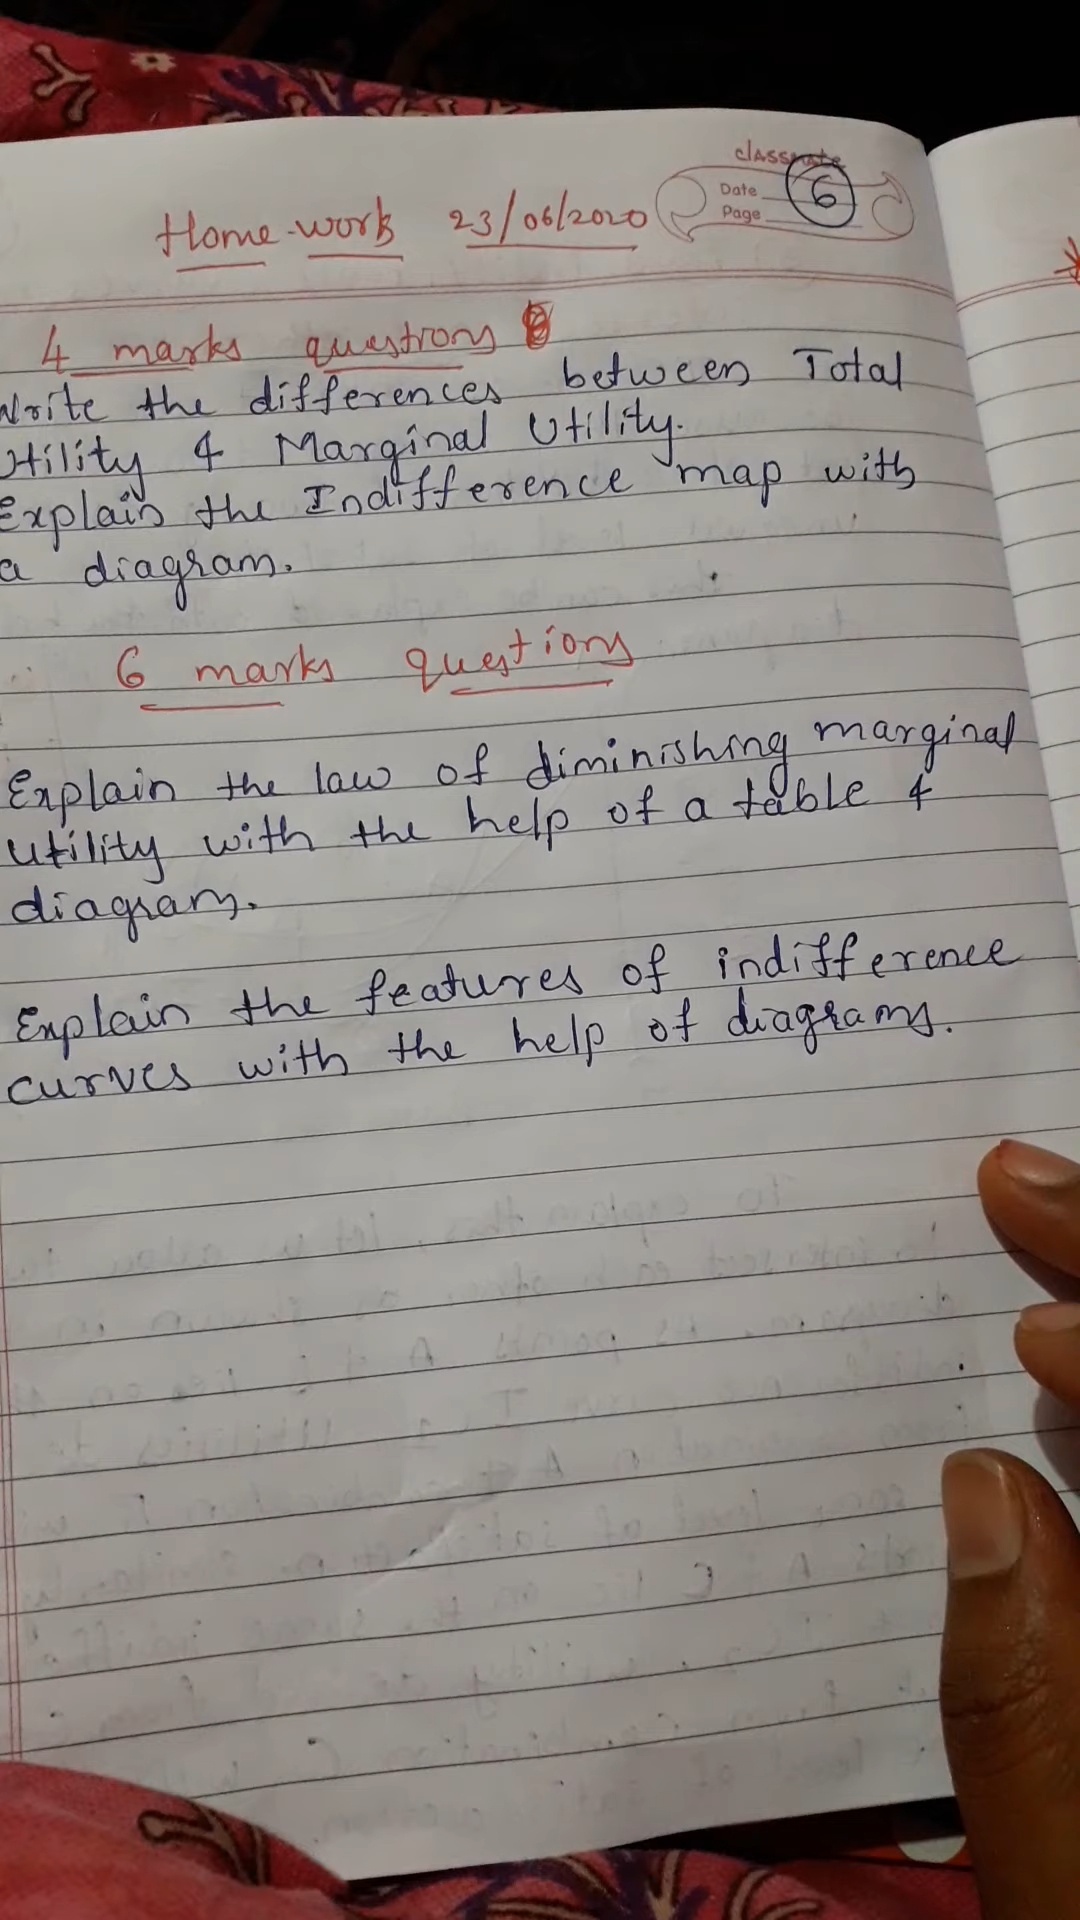 classmate
Date
Page
6
Home-work 23/06/2020
4 marks questions
Write the differences between Total
Utility & Marginal Utility.
Explain the Indifference map with
a diagram.
6 marks questions
Explain the law of diminishing marginal
utility with the help of a table &
diagram.
Explain the features of indifference
curves with the help of diagrams.